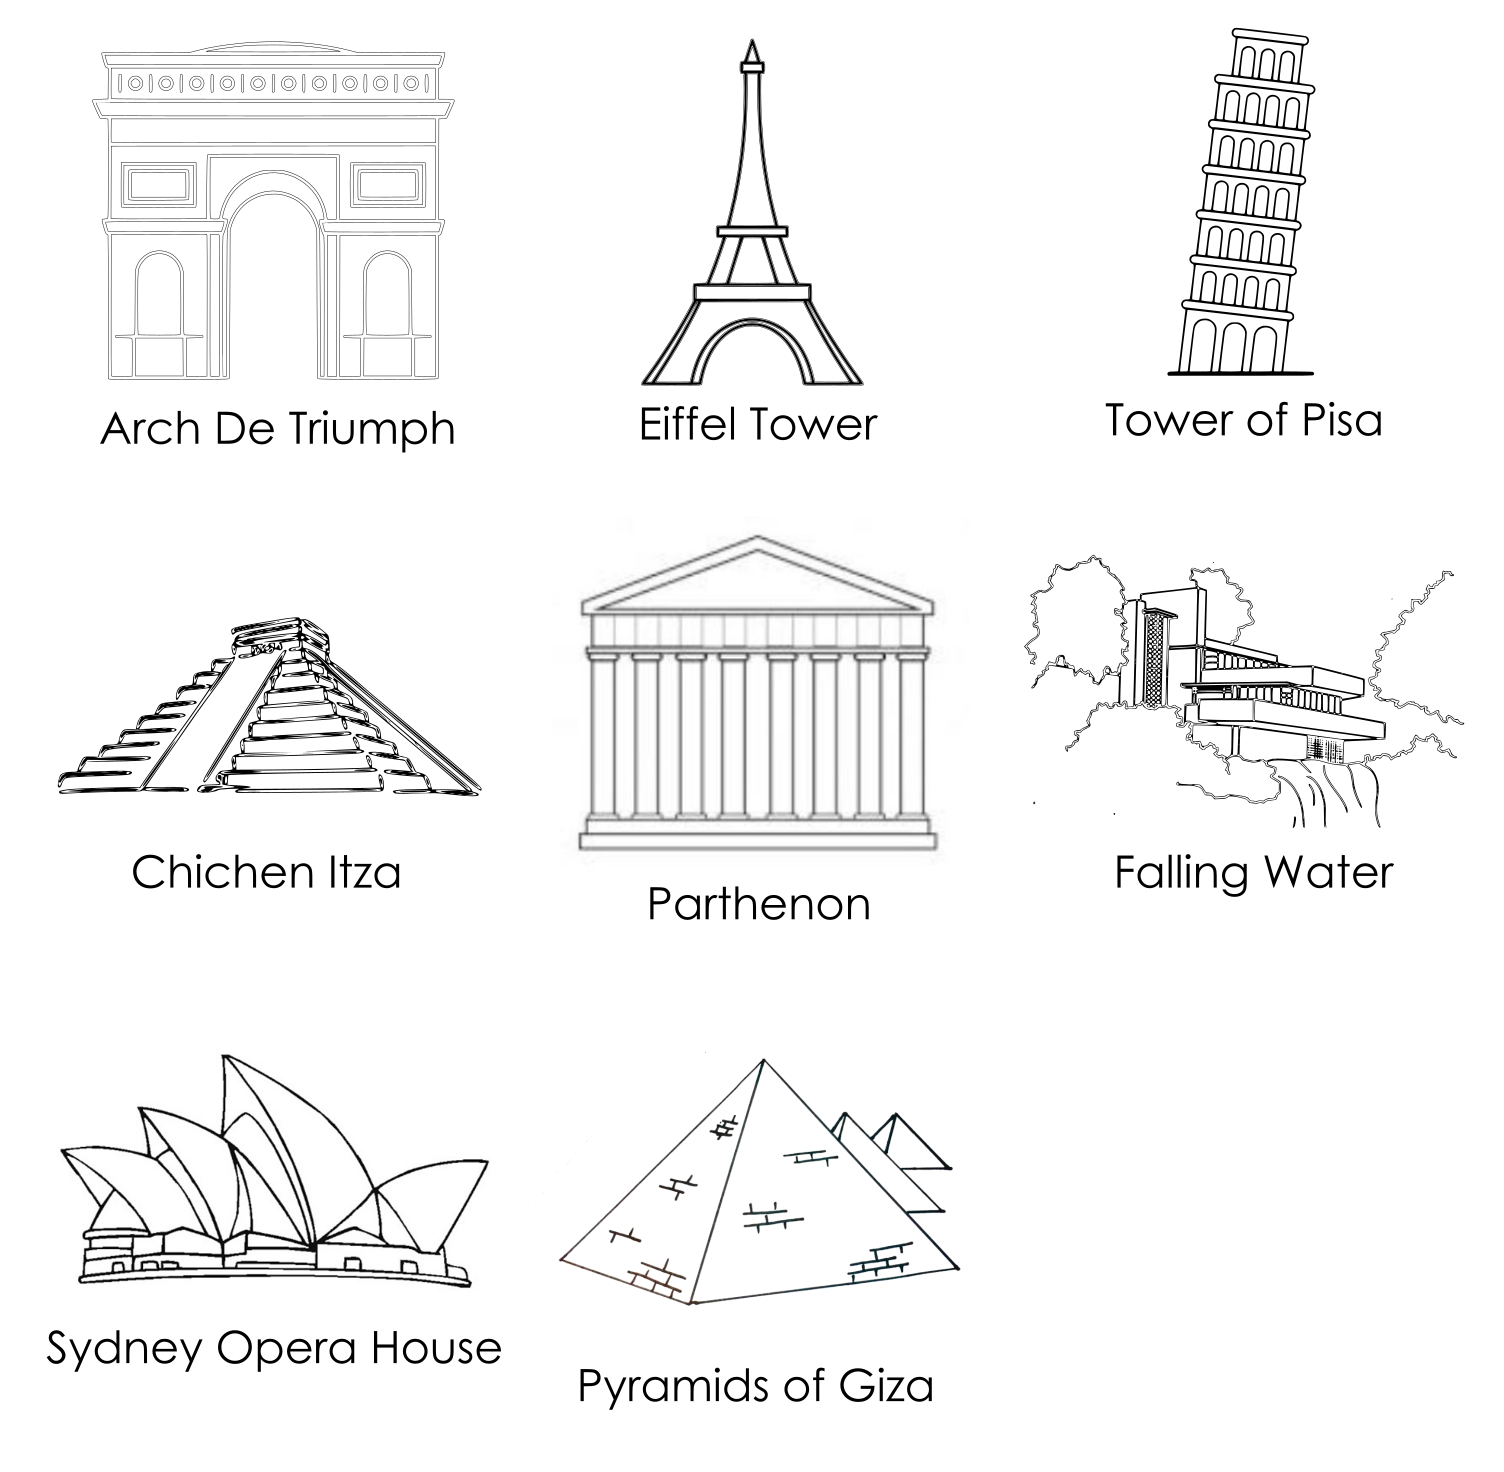 Arch De Triumph
Eiffel Tower
Tower of Pisa
Chichen Itza
Parthenon
Falling Water
Sydney Opera House
Pyramids of Giza